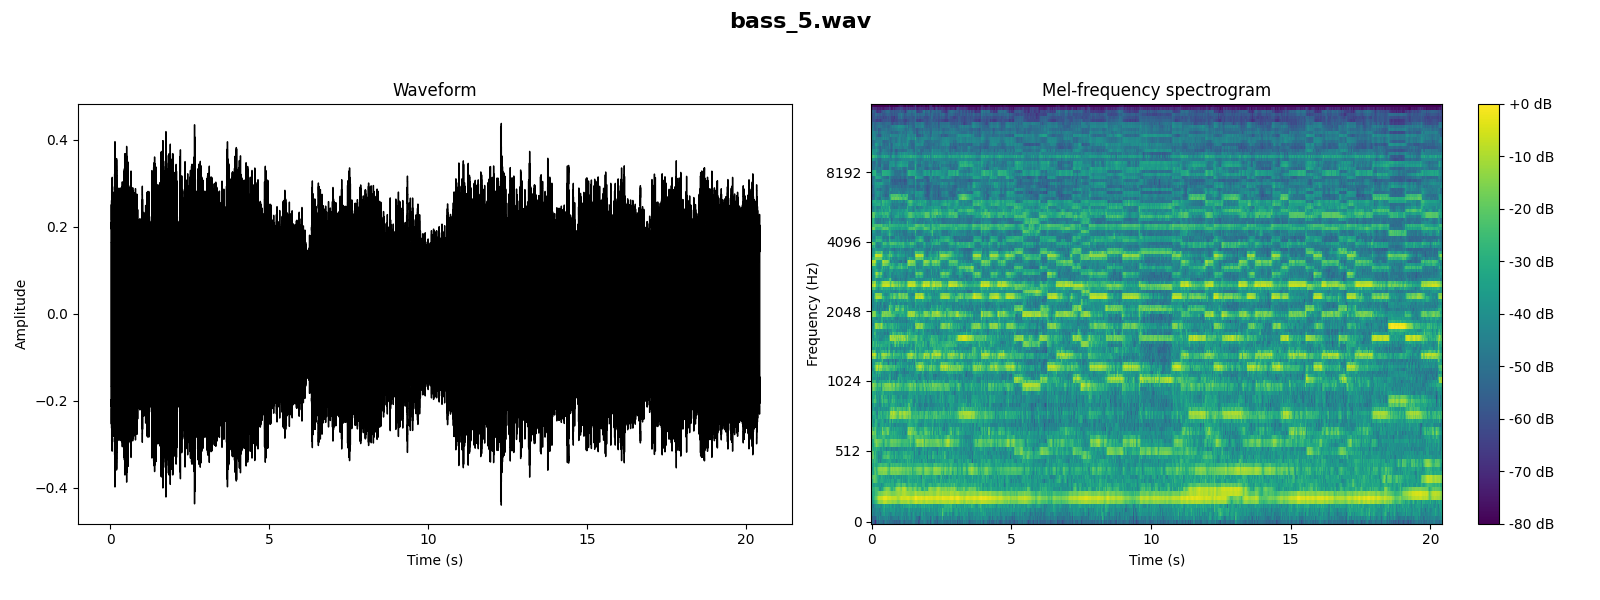 bass_5.wav
Waveform
Amplitude
0.4
0.2
0.0
−0.2
−0.4
0
5
10
15
20
Time (s)
Mel-frequency spectrogram
Frequency (Hz)
8192
4096
2048
1024
512
0
0
5
10
15
20
Time (s)
+0 dB
-10 dB
-20 dB
-30 dB
-40 dB
-50 dB
-60 dB
-70 dB
-80 dB